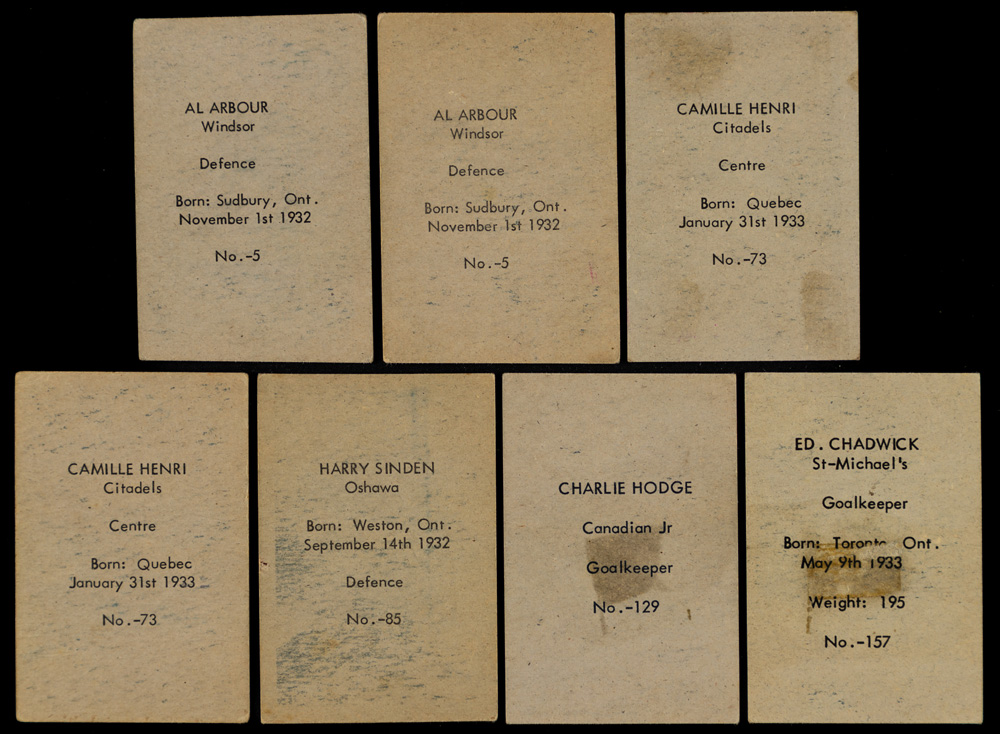 AL ARBOUR
Windsor
Defence
Born: Sudbury, Ont.
November 1st 1932
No.-5
AL ARBOUR
Windsor
Defence
Born: Sudbury, Ont.
November 1st 1932
No.-5
CAMILLE HENRI
Citadels
Centre
Born: Quebec
January 31st 1933
No.-73
CAMILLE HENRI
Citadels
Centre
Born: Quebec
January 31st 1933
No.-73
HARRY SINDEN
Oshawa
Born: Weston, Ont.
September 14th 1932
Defence
No.-85
CHARLIE HODGE
Canadian Jr
Goalkeeper
No.-129
ED. CHADWICK
St-Michael's
Goalkeeper
Born: Toronto Ont.
May 9th 1933
Weight: 195
No.-157